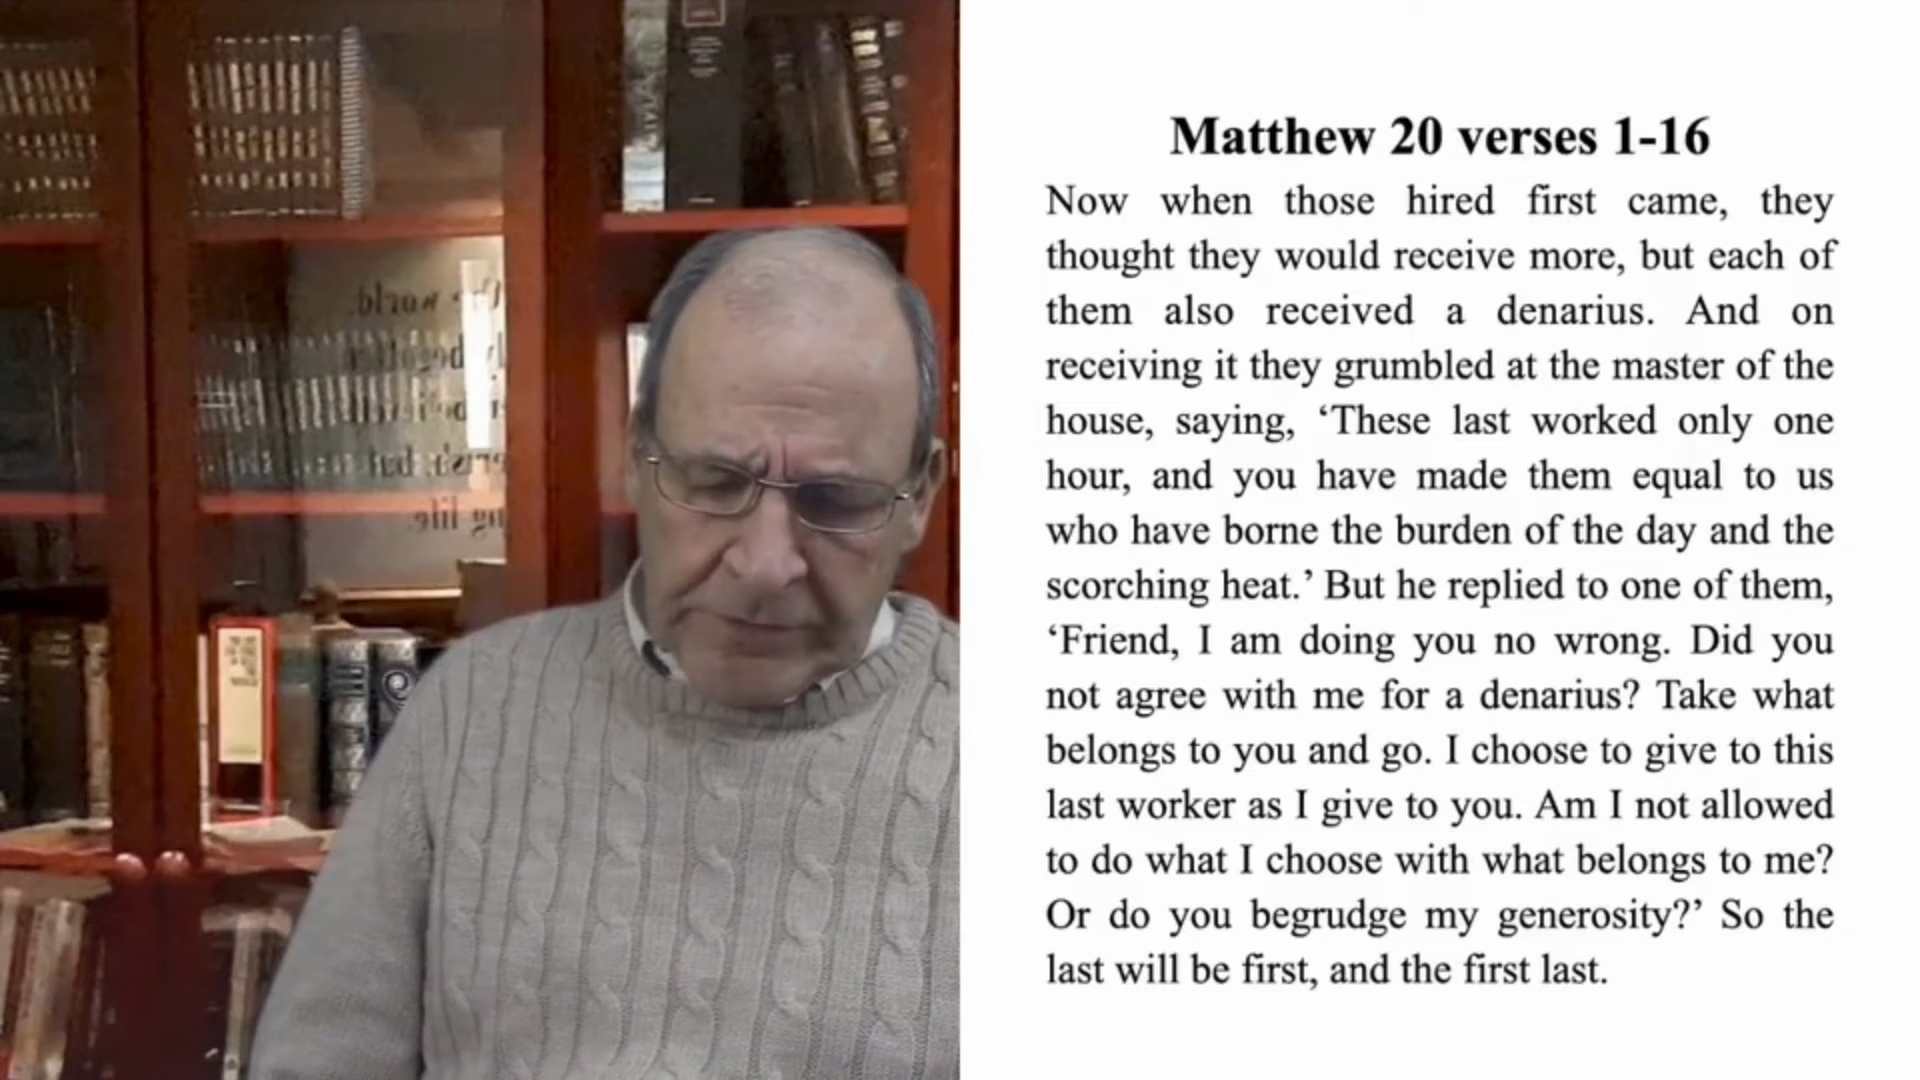 Matthew 20 verses 1-16
Now when those hired first came, they
thought they would receive more, but each of
them also received a denarius. And on
receiving it they grumbled at the master of the
house, saying, ‘These last worked only one
hour, and you have made them equal to us
who have borne the burden of the day and the
scorching heat.’ But he replied to one of them,
‘Friend, I am doing you no wrong. Did you
not agree with me for a denarius? Take what
belongs to you and go. I choose to give to this
last worker as I give to you. Am I not allowed
to do what I choose with what belongs to me?
Or do you begrudge my generosity?’ So the
last will be first, and the first last.